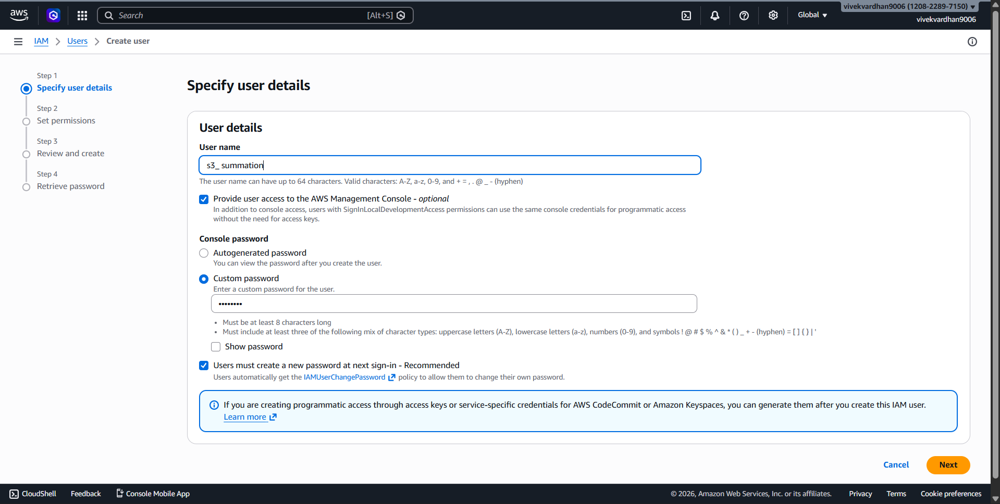 aws
Search
[Alt+S]
Global
vivekvardhan9006 (1208-2289-7150)
vivekvardhan9006
IAM
Users
Create user
Step 1
Specify user details
Step 2
Set permissions
Step 3
Review and create
Step 4
Retrieve password
Specify user details
User details
User name
s3_ summation
The user name can have up to 64 characters. Valid characters: A-Z, a-z, 0-9, and + = , . @ _ - (hyphen)
Provide user access to the AWS Management Console - optional
In addition to console access, users with SignInLocalDevelopmentAccess permissions can use the same console credentials for programmatic access
without the need for access keys.
Console password
Autogenerated password
You can view the password after you create the user.
Custom password
Enter a custom password for the user.
••••••••
• Must be at least 8 characters long
• Must include at least three of the following mix of character types: uppercase letters (A-Z), lowercase letters (a-z), numbers (0-9), and symbols ! @ # $ % ^ & * ( ) _ + - (hyphen) = [ ] { } | '
Show password
Users must create a new password at next sign-in - Recommended
Users automatically get the IAMUserChangePassword policy to allow them to change their own password.
If you are creating programmatic access through access keys or service-specific credentials for AWS CodeCommit or Amazon Keyspaces, you can generate them after you create this IAM user.
Learn more
Cancel
Next
CloudShell
Feedback
Console Mobile App
© 2026, Amazon Web Services, Inc. or its affiliates.
Privacy
Terms
Cookie preferences